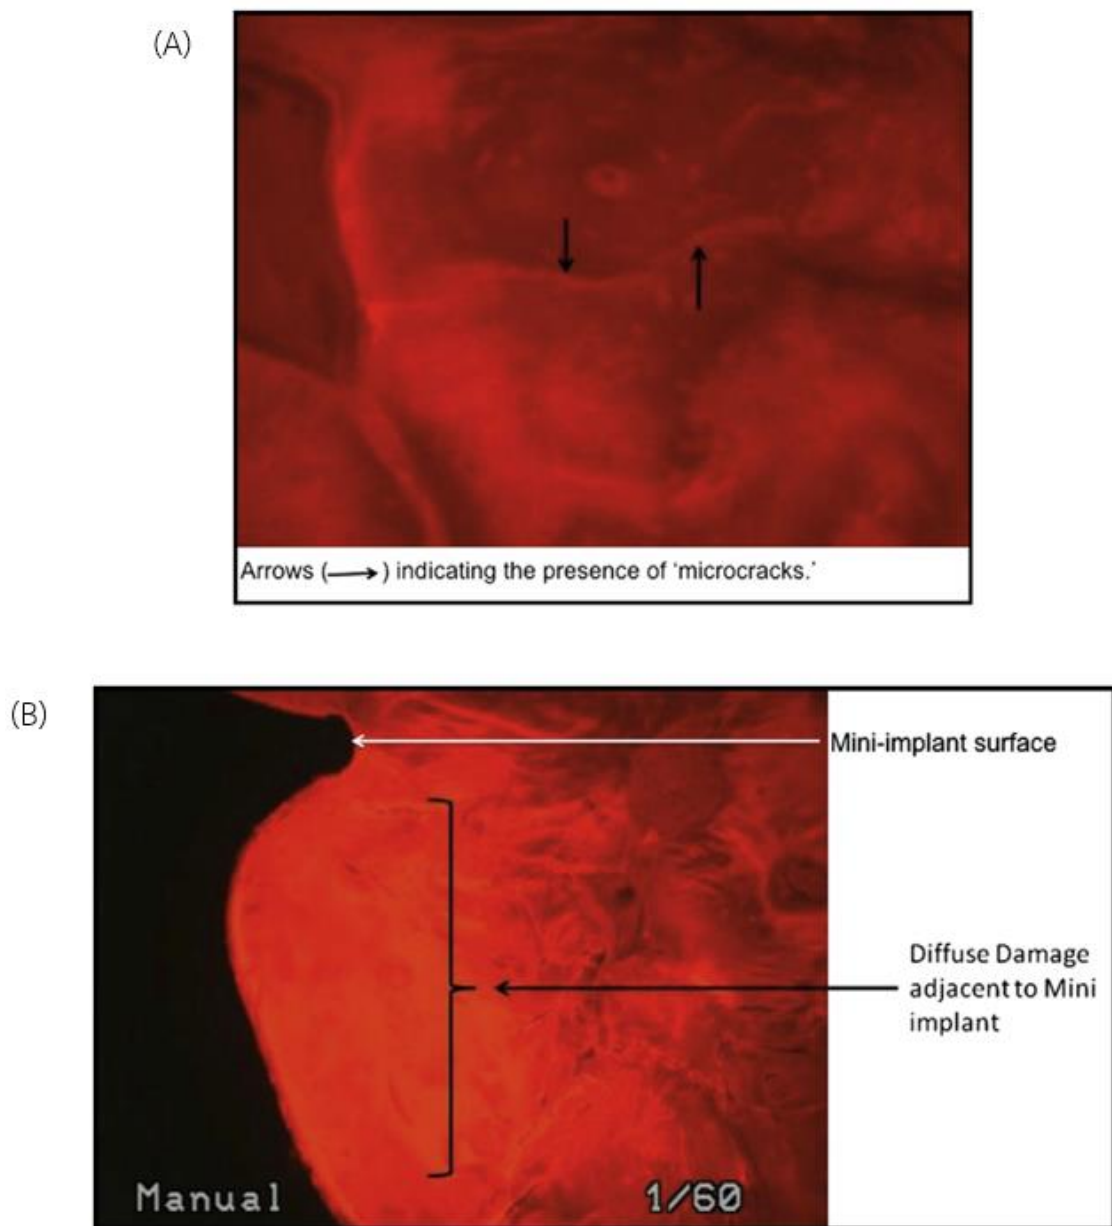 (A)
Arrows (⟶) indicating the presence of 'microcracks.'
(B)
Mini-implant surface
Diffuse Damage
adjacent to Mini
implant
Manual 1/60